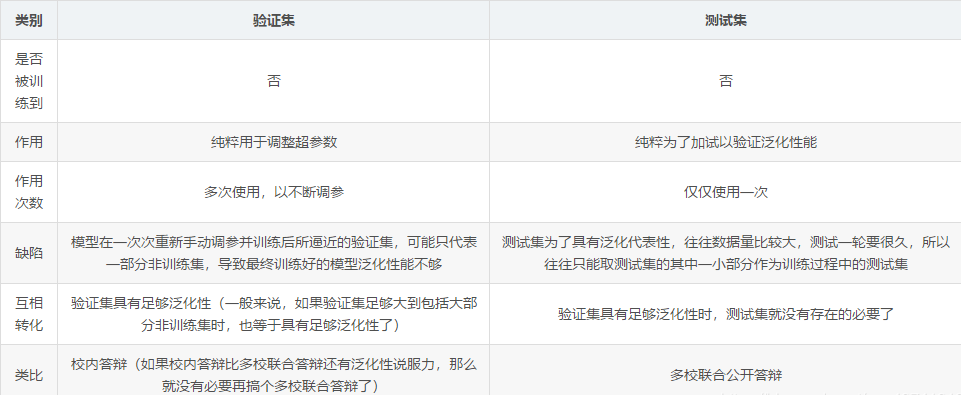 类别
验证集
测试集
是否
被训
练到
否
否
作用
纯粹用于调整超参数
纯粹为了加试以验证泛化性能
作用
次数
多次使用，以不断调参
仅仅使用一次
缺陷
模型在一次次重新手动调参并训练后所逼近的验证集，可能只代表
一部分非训练集，导致最终训练好的模型泛化性能不够
测试集为了具有泛化代表性，往往数据量比较大，测试一轮要很久，所以
往往只能取测试集的其中一小部分作为训练过程中的测试集
互相
转化
验证集具有足够泛化性（一般来说，如果验证集足够大到包括大部
分非训练集时，也等于具有足够泛化性了）
验证集具有足够泛化性时，测试集就没有存在的必要了
类比
校内答辩（如果校内答辩比多校联合答辩还有泛化性说服力，那么
就没有必要再搞个多校联合答辩了）
多校联合公开答辩